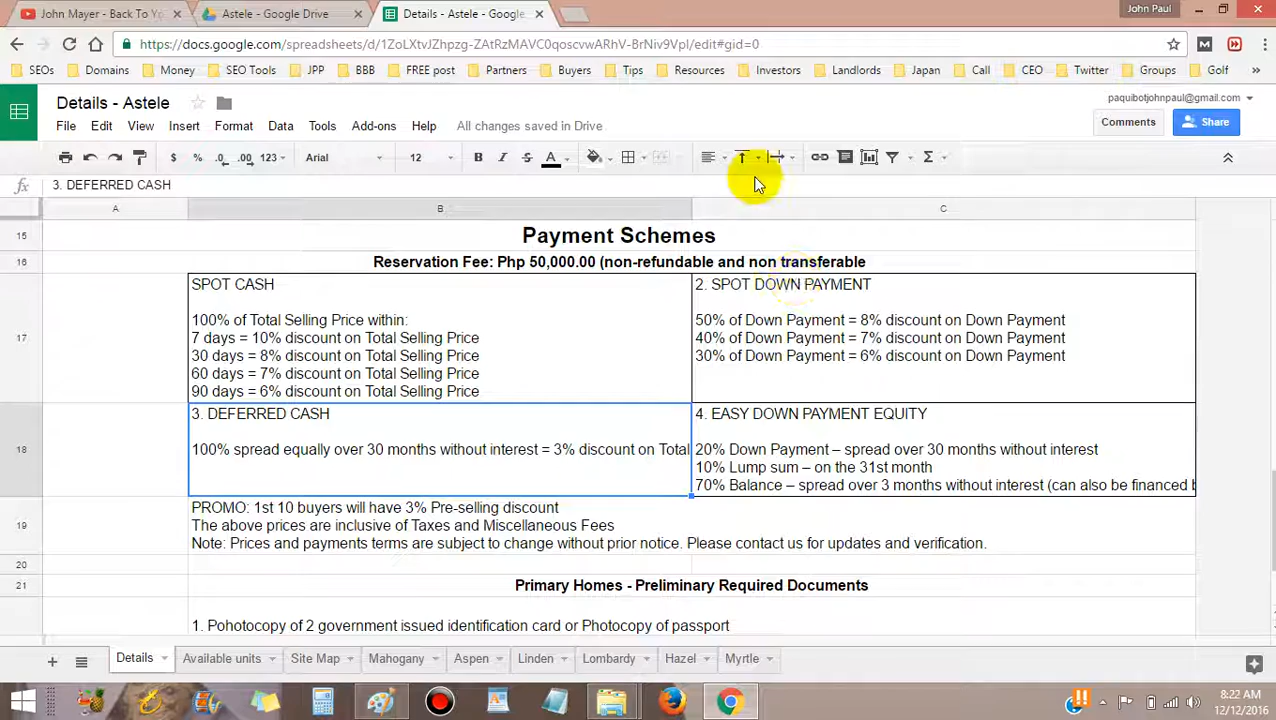 John Mayer - Back To Yo
Astele - Google Drive
Details - Astele - Google
John Paul
https://docs.google.com/spreadsheets/d/1ZoLXtvJZhpzg-ZAtRzMAVC0qoscvwARhV-BrNiv9VpI/edit#gid=0
SEOs Domains Money SEO Tools JPP BBB FREE post Partners Buyers Tips Resources Investors Landlords Japan Call CEO Twitter Groups Golf »
Details - Astele
paquibotjohnpaul@gmail.com
File Edit View Insert Format Data Tools Add-ons Help All changes saved in Drive
Comments Share
$ % .0 .00 123 Arial 12 B I S A Σ
fx 3. DEFERRED CASH
A B C
15 Payment Schemes
16 Reservation Fee: Php 50,000.00 (non-refundable and non transferable
17
SPOT CASH
100% of Total Selling Price within:
7 days = 10% discount on Total Selling Price
30 days = 8% discount on Total Selling Price
60 days = 7% discount on Total Selling Price
90 days = 6% discount on Total Selling Price
2. SPOT DOWN PAYMENT
50% of Down Payment = 8% discount on Down Payment
40% of Down Payment = 7% discount on Down Payment
30% of Down Payment = 6% discount on Down Payment
18
3. DEFERRED CASH
100% spread equally over 30 months without interest = 3% discount on Total
4. EASY DOWN PAYMENT EQUITY
20% Down Payment – spread over 30 months without interest
10% Lump sum – on the 31st month
70% Balance – spread over 3 months without interest (can also be financed b
19
PROMO: 1st 10 buyers will have 3% Pre-selling discount
The above prices are inclusive of Taxes and Miscellaneous Fees
Note: Prices and payments terms are subject to change without prior notice. Please contact us for updates and verification.
20
21 Primary Homes - Preliminary Required Documents
1. Pohotocopy of 2 government issued identification card or Photocopy of passport
Details Available units Site Map Mahogany Aspen Linden Lombardy Hazel Myrtle
8:22 AM
12/12/2016